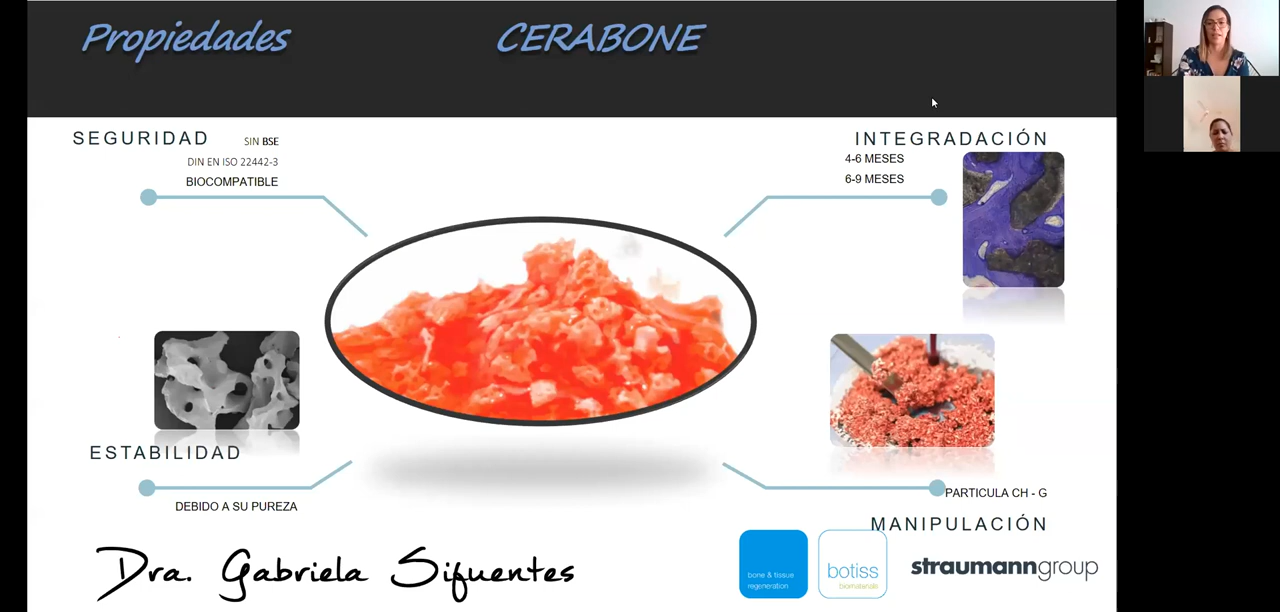 Propiedades
CERABONE
SEGURIDAD
SIN BSE
DIN EN ISO 22442-3
BIOCOMPATIBLE
INTEGRADACIÓN
4-6 MESES
6-9 MESES
ESTABILIDAD
DEBIDO A SU PUREZA
PARTICULA CH - G
MANIPULACIÓN
Dra. Gabriela Sifuentes
bone & tissue
regeneration
botiss
biomaterials
straumanngroup